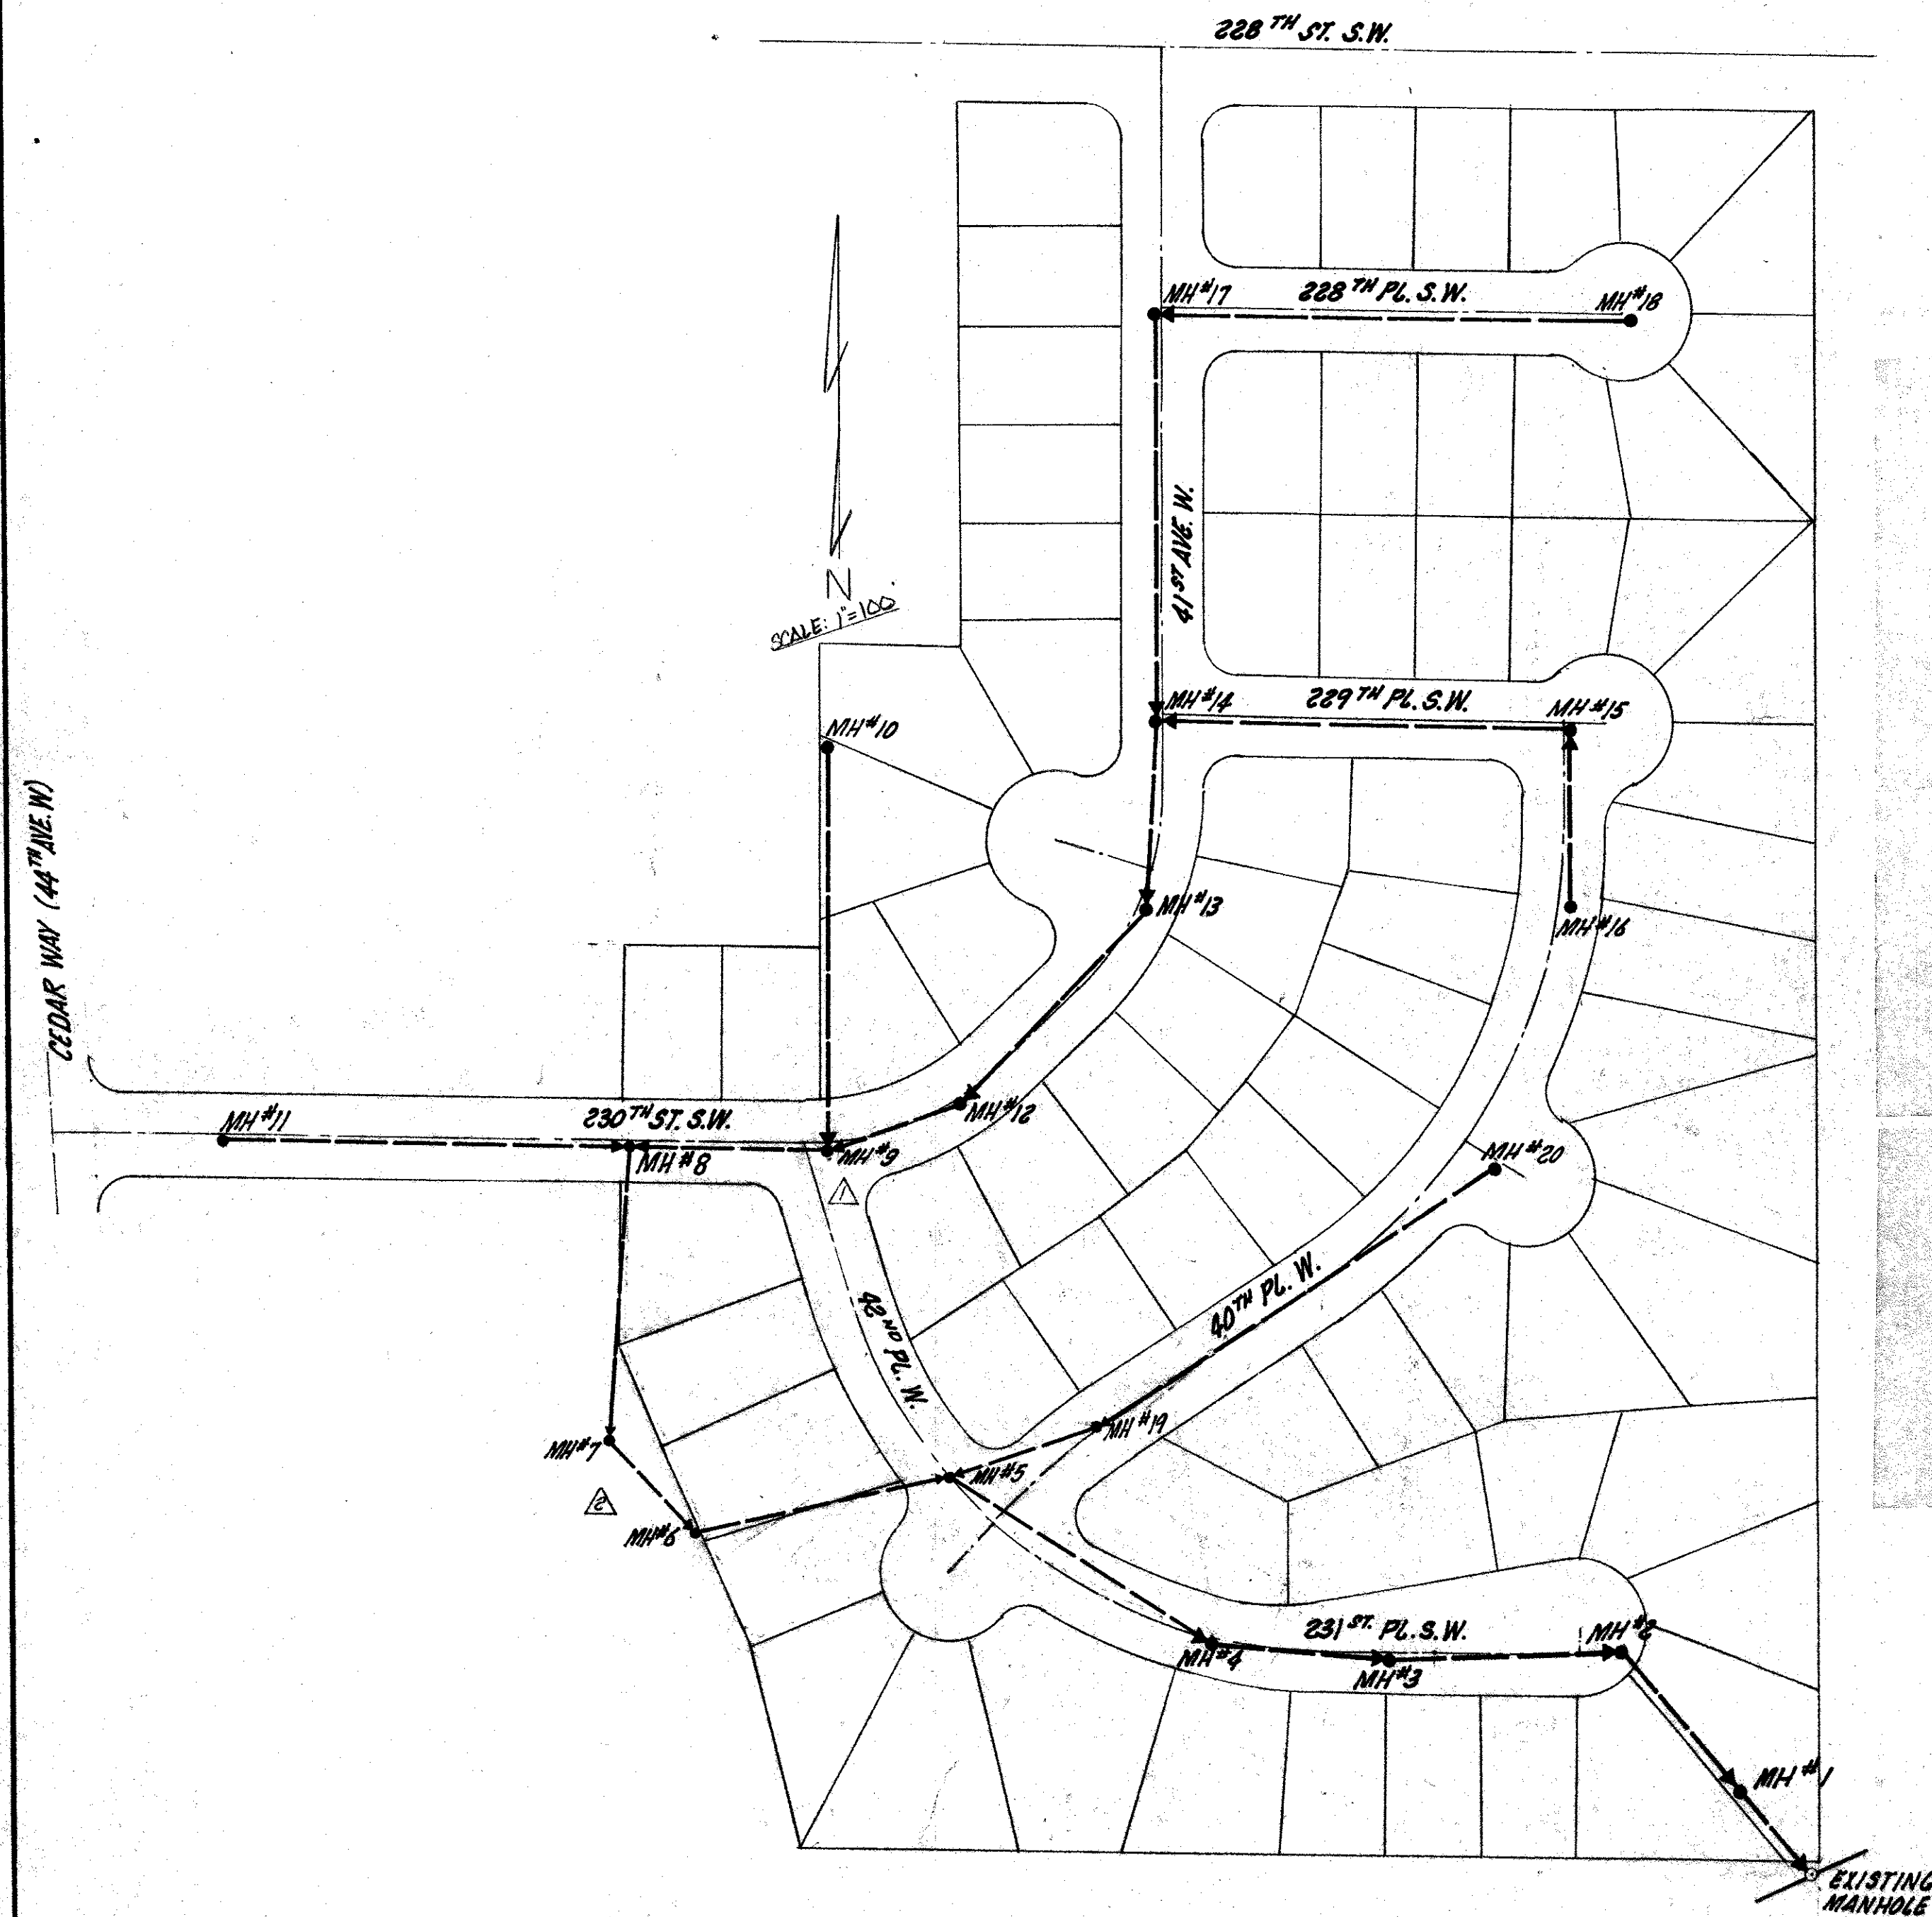 228TH ST. S.W.
MH#17
228TH PL. S.W.
MH#18
41ST AVE. W.
N
SCALE: 1"=100'
MH#14
229TH PL. S.W.
MH#15
MH#10
CEDAR WAY (44TH AVE. W)
MH#13
MH#16
MH#11
230TH ST. S.W.
MH#12
MH#8
MH#9
1
MH#20
40TH PL. W.
42ND PL. W.
MH#19
MH#7
MH#5
2
MH#6
231ST. PL. S.W.
MH#2
MH#4
MH#3
MH#1
EXISTING
MANHOLE